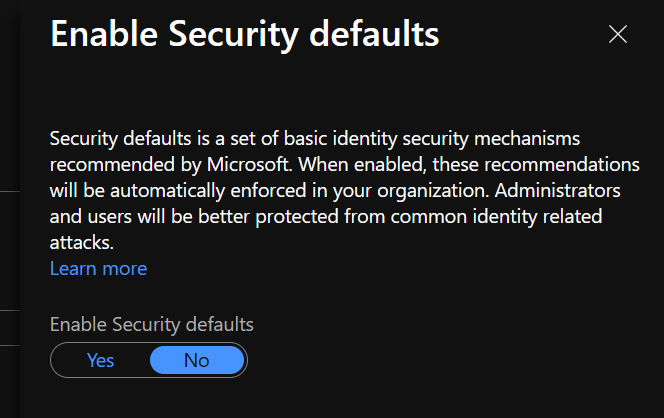 Enable Security defaults
Security defaults is a set of basic identity security mechanisms
recommended by Microsoft. When enabled, these recommendations
will be automatically enforced in your organization. Administrators
and users will be better protected from common identity related
attacks.
Learn more
Enable Security defaults
Yes No